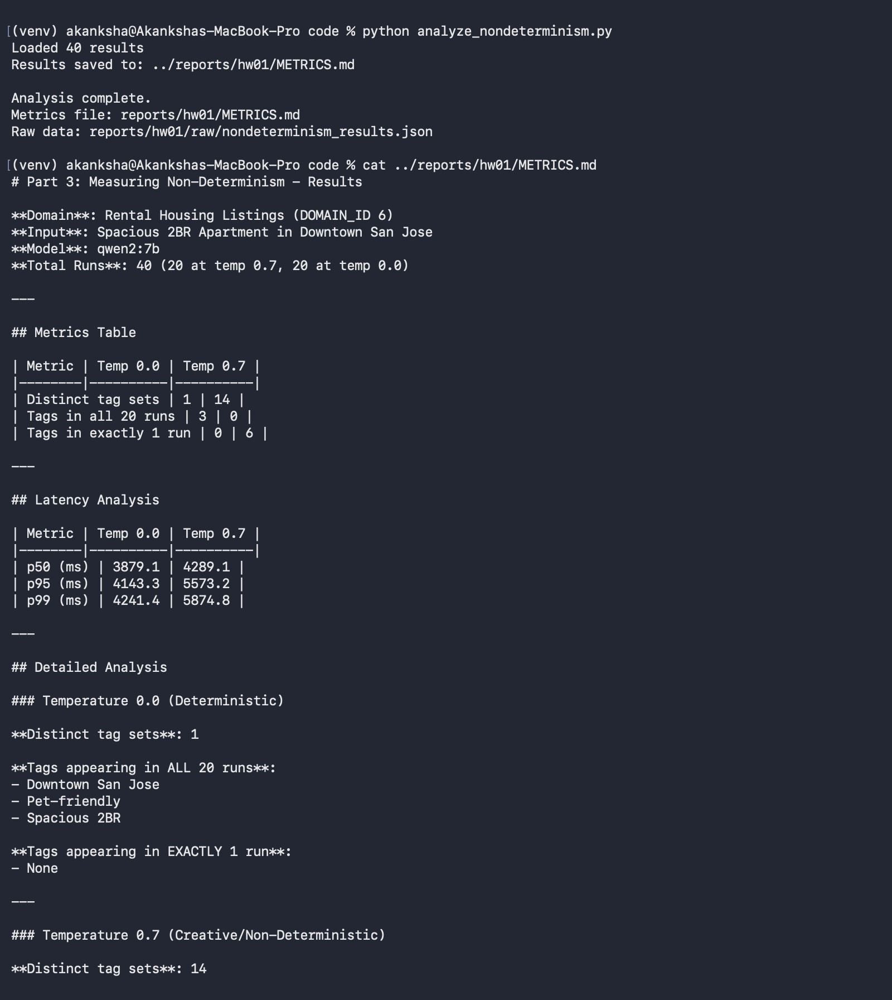 [(venv) akanksha@Akankshas-MacBook-Pro code % python analyze_nondeterminism.py
Loaded 40 results
Results saved to: ../reports/hw01/METRICS.md
Analysis complete.
Metrics file: reports/hw01/METRICS.md
Raw data: reports/hw01/raw/nondeterminism_results.json
[(venv) akanksha@Akankshas-MacBook-Pro code % cat ../reports/hw01/METRICS.md
# Part 3: Measuring Non-Determinism - Results
**Domain**: Rental Housing Listings (DOMAIN_ID 6)
**Input**: Spacious 2BR Apartment in Downtown San Jose
**Model**: qwen2:7b
**Total Runs**: 40 (20 at temp 0.7, 20 at temp 0.0)
---
## Metrics Table
| Metric | Temp 0.0 | Temp 0.7 |
|--------|----------|----------|
| Distinct tag sets | 1 | 14 |
| Tags in all 20 runs | 3 | 0 |
| Tags in exactly 1 run | 0 | 6 |
---
## Latency Analysis
| Metric | Temp 0.0 | Temp 0.7 |
|--------|----------|----------|
| p50 (ms) | 3879.1 | 4289.1 |
| p95 (ms) | 4143.3 | 5573.2 |
| p99 (ms) | 4241.4 | 5874.8 |
---
## Detailed Analysis
### Temperature 0.0 (Deterministic)
**Distinct tag sets**: 1
**Tags appearing in ALL 20 runs**:
- Downtown San Jose
- Pet-friendly
- Spacious 2BR
**Tags appearing in EXACTLY 1 run**:
- None
---
### Temperature 0.7 (Creative/Non-Deterministic)
**Distinct tag sets**: 14